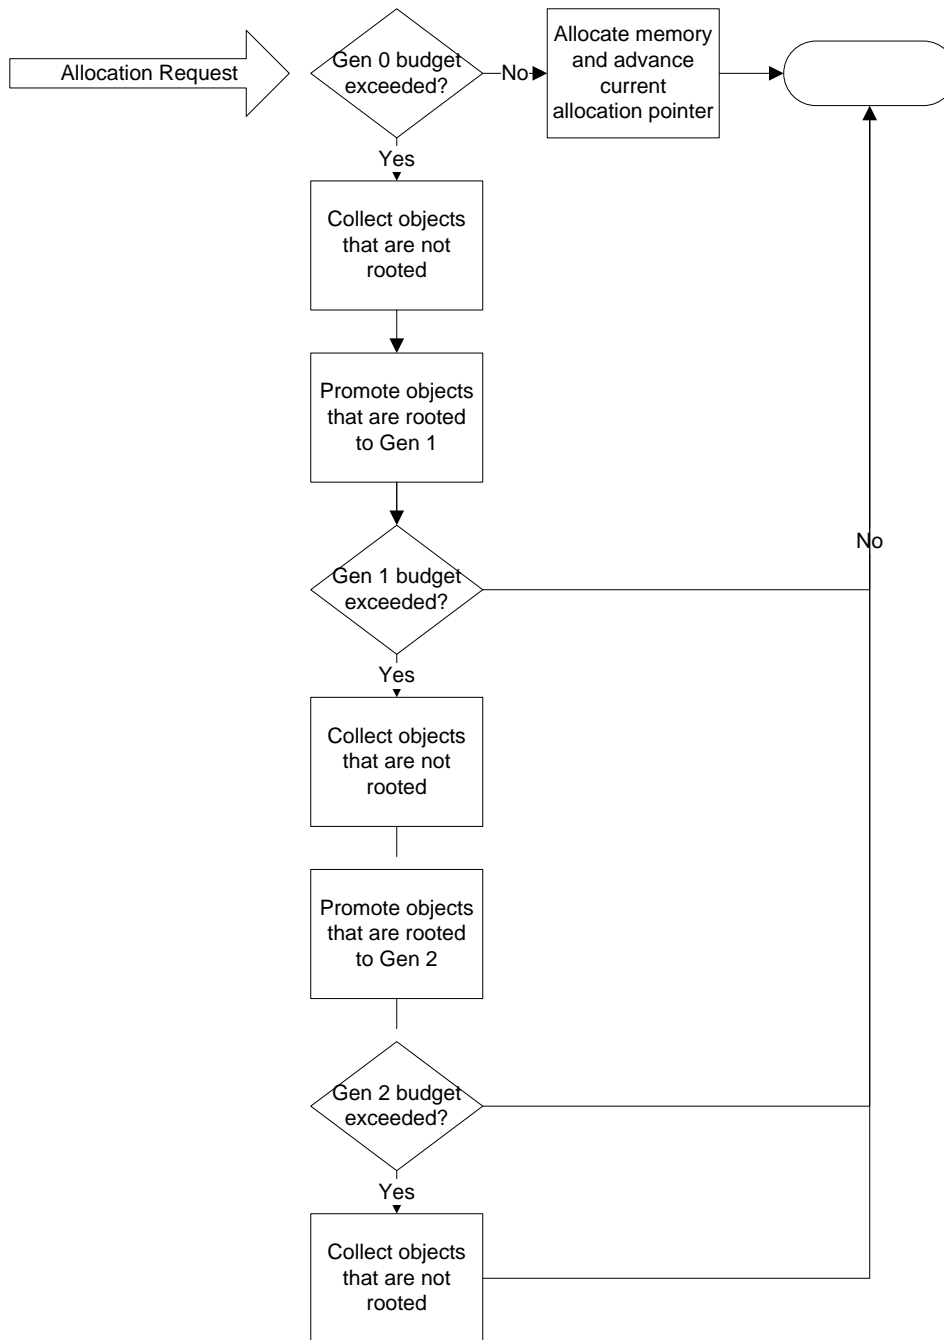 Allocation Request
Gen 0 budget
exceeded?
No
Allocate memory
and advance
current
allocation pointer
Yes
Collect objects
that are not
rooted
Promote objects
that are rooted
to Gen 1
No
Gen 1 budget
exceeded?
Yes
Collect objects
that are not
rooted
Promote objects
that are rooted
to Gen 2
Gen 2 budget
exceeded?
Yes
Collect objects
that are not
rooted